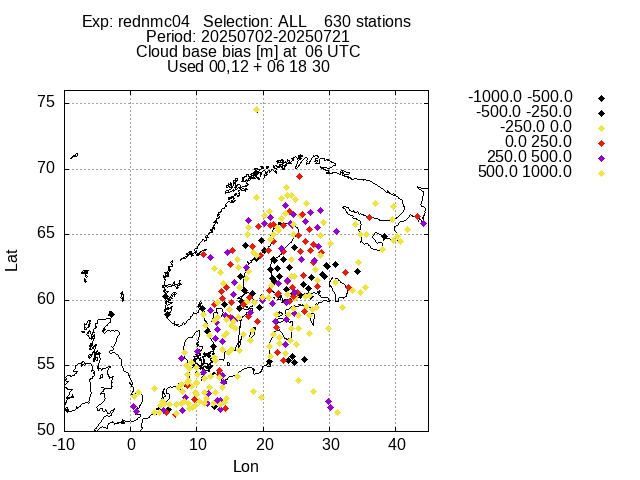 Exp: rednmc04   Selection: ALL    630 stations
Period: 20250702-20250721
Cloud base bias [m] at  06 UTC
Used 00,12 + 06 18 30
-1000.0 -500.0
-500.0 -250.0
-250.0 0.0
0.0 250.0
250.0 500.0
500.0 1000.0
75
70
65
60
55
50
Lat
-10 0 10 20 30 40
Lon